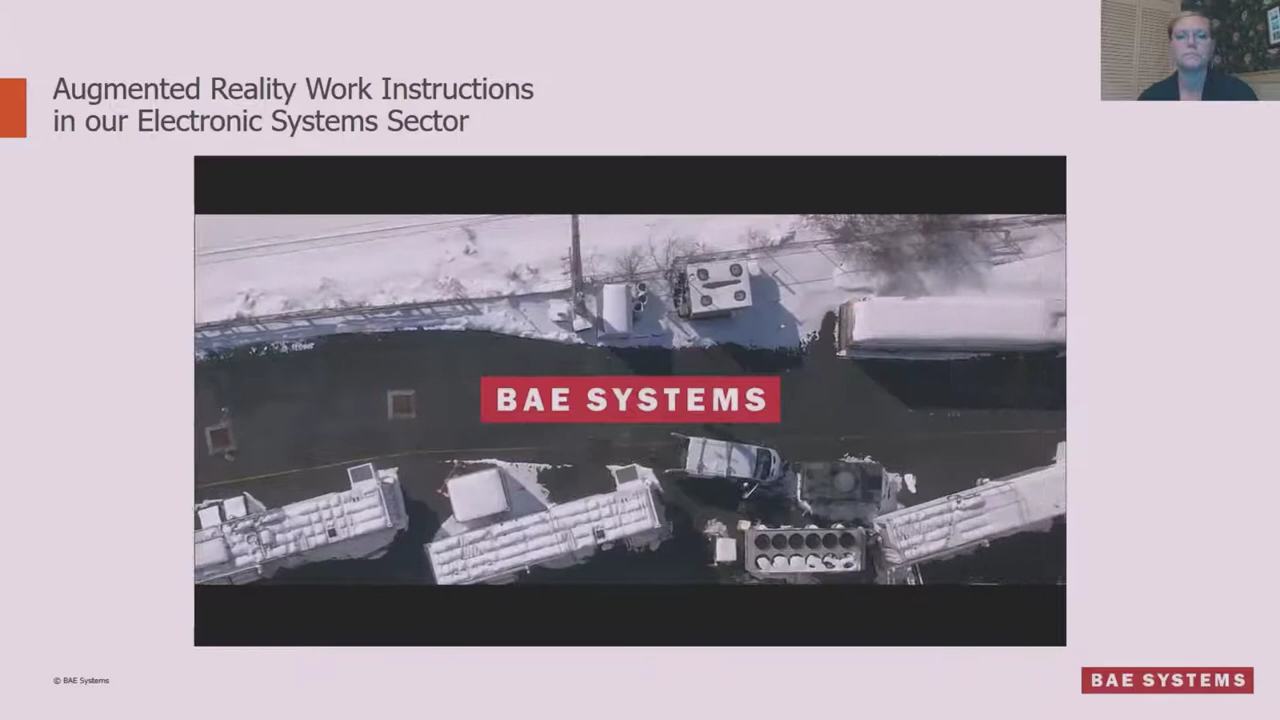 Augmented Reality Work Instructions
in our Electronic Systems Sector
BAE SYSTEMS
© BAE Systems
BAE SYSTEMS